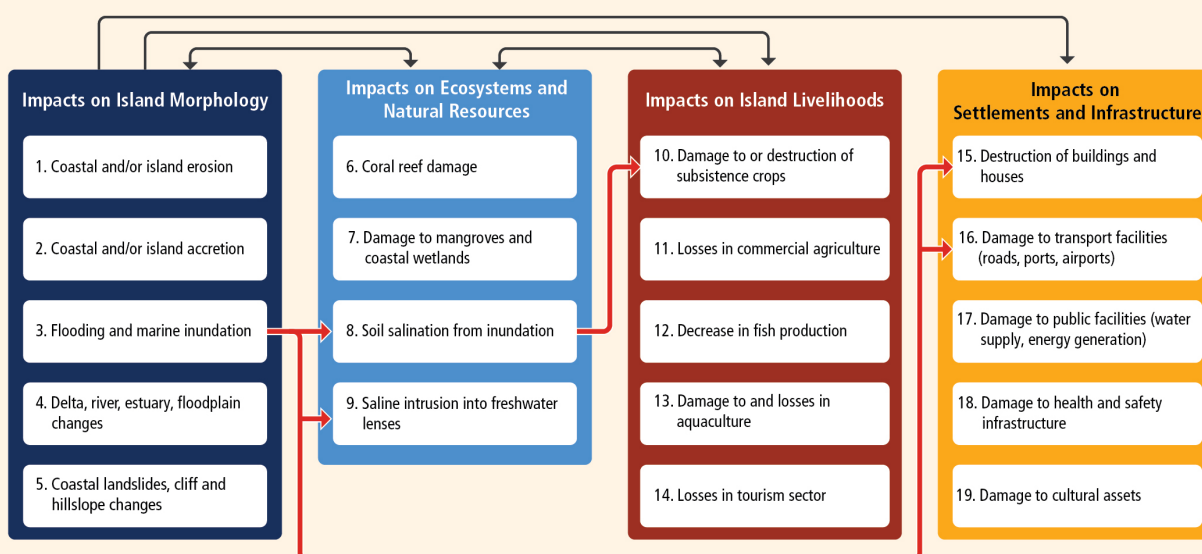 Impacts on Island Morphology
1. Coastal and/or island erosion
2. Coastal and/or island accretion
3. Flooding and marine inundation
4. Delta, river, estuary, floodplain
changes
5. Coastal landslides, cliff and
hillslope changes
Impacts on Ecosystems and
Natural Resources
6. Coral reef damage
7. Damage to mangroves and
coastal wetlands
8. Soil salination from inundation
9. Saline intrusion into freshwater
lenses
Impacts on Island Livelihoods
10. Damage to or destruction of
subsistence crops
11. Losses in commercial agriculture
12. Decrease in fish production
13. Damage to and losses in
aquaculture
14. Losses in tourism sector
Impacts on
Settlements and Infrastructure
15. Destruction of buildings and
houses
16. Damage to transport facilities
(roads, ports, airports)
17. Damage to public facilities (water
supply, energy generation)
18. Damage to health and safety
infrastructure
19. Damage to cultural assets